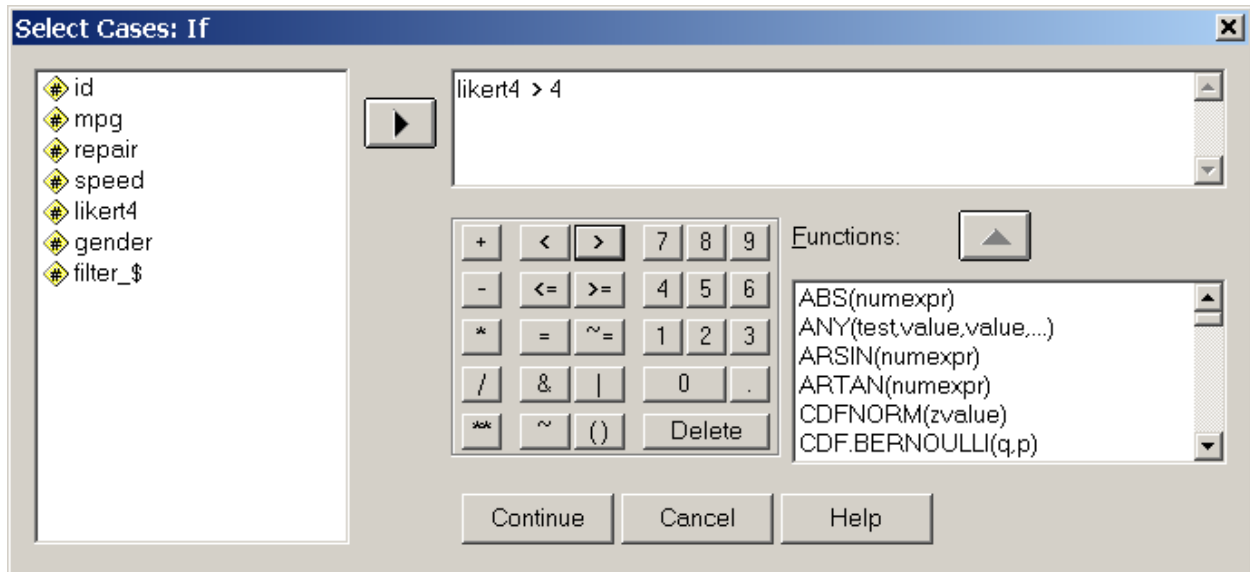 Select Cases: If
id
mpg
repair
speed
likert4
gender
filter_$
likert4 > 4
+ < > 7 8 9
- <= >= 4 5 6
* = ~= 1 2 3
/ & | 0 .
** ~ () Delete
Functions:
ABS(numexpr)
ANY(test,value,value,...)
ARSIN(numexpr)
ARTAN(numexpr)
CDFNORM(zvalue)
CDF.BERNOULLI(q,p)
Continue Cancel Help